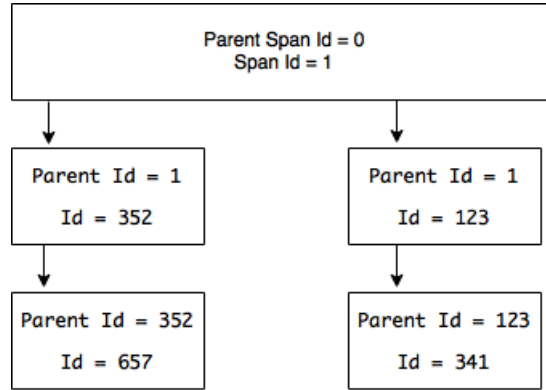 Parent Span Id = 0
Span Id = 1
Parent Id = 1
Id = 352
Parent Id = 1
Id = 123
Parent Id = 352
Id = 657
Parent Id = 123
Id = 341